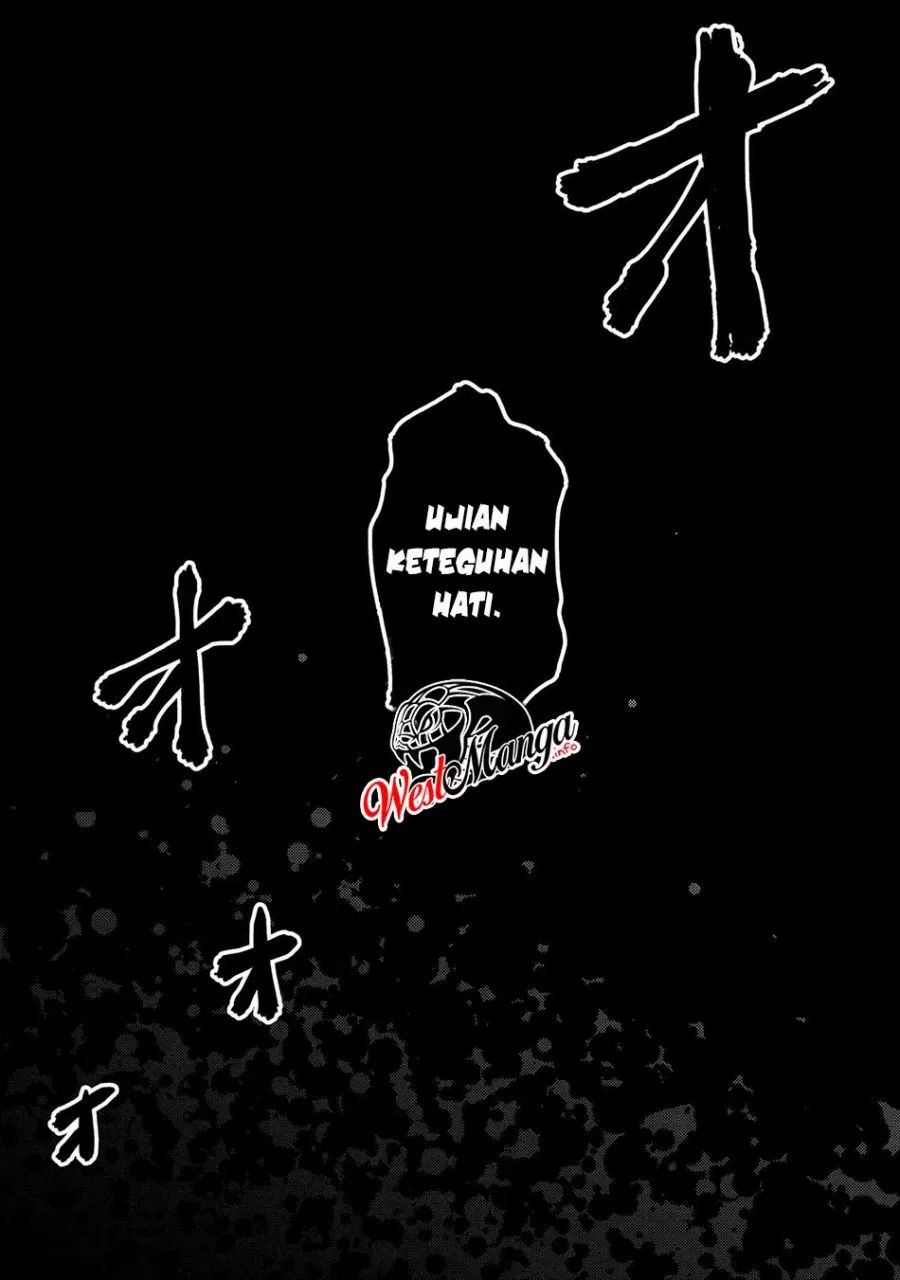 オ
UJIAN
KETEGUHAN
HATI.
オ
WestManga
.info
オ
オ